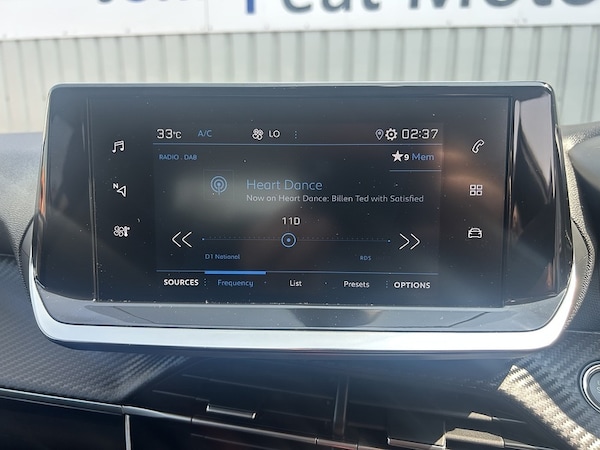 33°C A/C LO 02:37
RADIO : DAB 9 Mem
Heart Dance
Now on Heart Dance: Billen Ted with Satisfied
N
11D
D1 National RDS
SOURCES Frequency List Presets OPTIONS